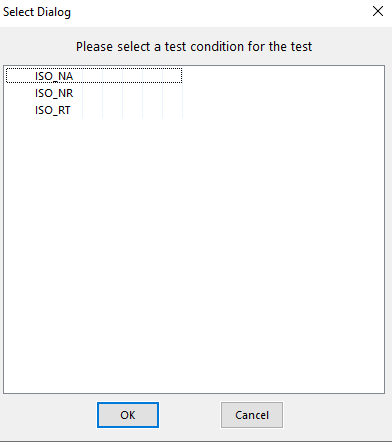 Select Dialog
Please select a test condition for the test
ISO_NA
ISO_NR
ISO_RT
OK
Cancel